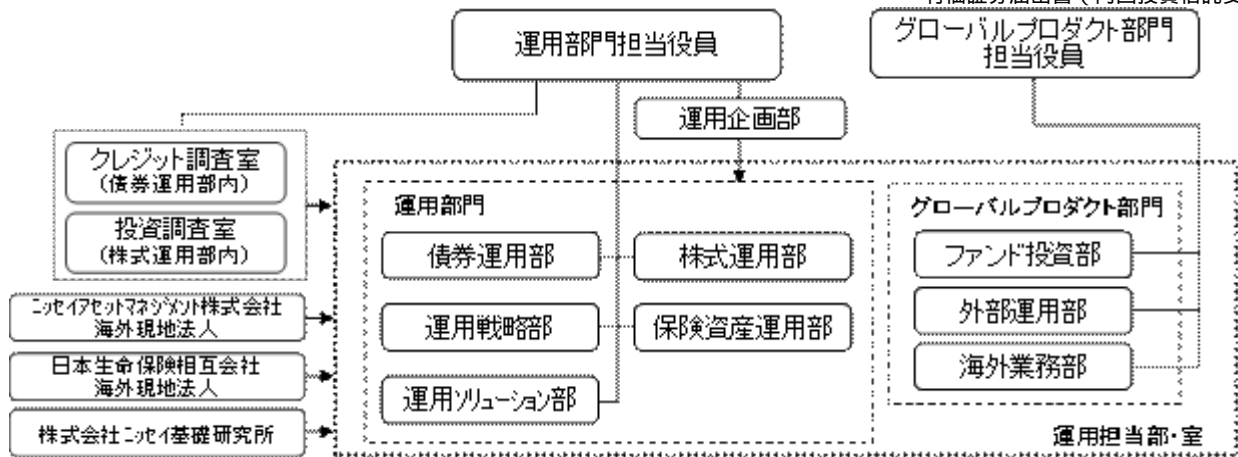 運用部門担当役員
グローバルプロダクト部門
担当役員
運用企画部
クレジット調査室
(債券運用部内)
投資調査室
(株式運用部内)
運用部門
グローバルプロダクト部門
債券運用部
株式運用部
ファンド投資部
ニッセイアセットマネジメント株式会社
海外現地法人
運用戦略部
保険資産運用部
外部運用部
日本生命保険相互会社
海外現地法人
運用ソリューション部
海外業務部
株式会社ニッセイ基礎研究所
運用担当部・室